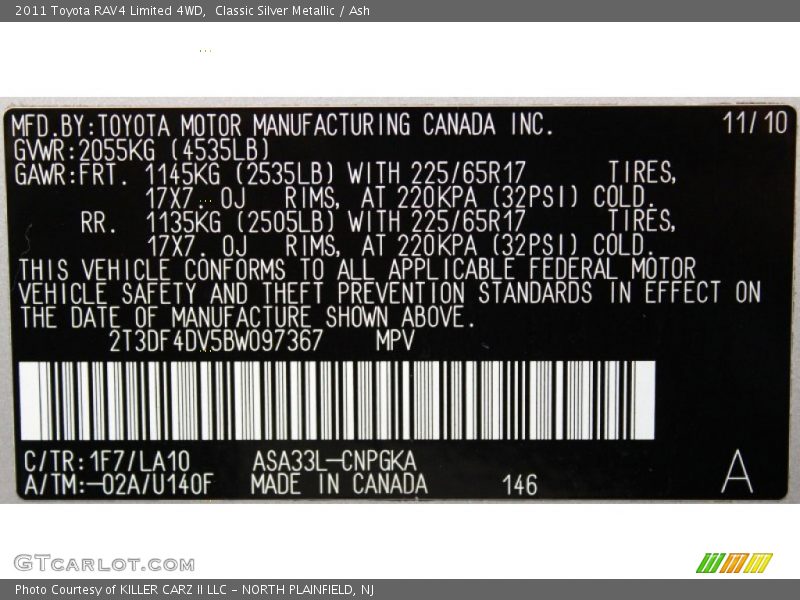 2011 Toyota RAV4 Limited 4WD,  Classic Silver Metallic / Ash
MFD.BY:TOYOTA MOTOR MANUFACTURING CANADA INC. 11/10
GVWR:2055KG (4535LB)
GAWR:FRT. 1145KG (2535LB) WITH 225/65R17 TIRES,
17X7. 0J RIMS, AT 220KPA (32PSI) COLD.
RR. 1135KG (2505LB) WITH 225/65R17 TIRES,
17X7. 0J RIMS, AT 220KPA (32PSI) COLD.
THIS VEHICLE CONFORMS TO ALL APPLICABLE FEDERAL MOTOR
VEHICLE SAFETY AND THEFT PREVENTION STANDARDS IN EFFECT ON
THE DATE OF MANUFACTURE SHOWN ABOVE.
2T3DF4DV5BW097367 MPV
C/TR:1F7/LA10 ASA33L-CNPGKA
A/TM:-02A/U140F MADE IN CANADA 146 A
GTcarlot.com
Photo Courtesy of KILLER CARZ II LLC - NORTH PLAINFIELD, NJ